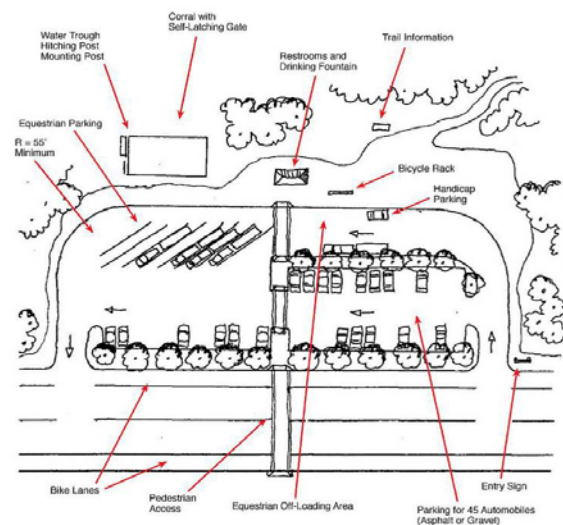 Corral with
Self-Latching Gate
Water Trough
Hitching Post
Mounting Post
Restrooms and
Drinking Fountain
Trail Information
Equestrian Parking
R = 55'
Minimum
Bicycle Rack
Handicap
Parking
Bike Lanes
Pedestrian
Access
Equestrian Off-Loading Area
Entry Sign
Parking for 45 Automobiles
(Asphalt or Gravel)